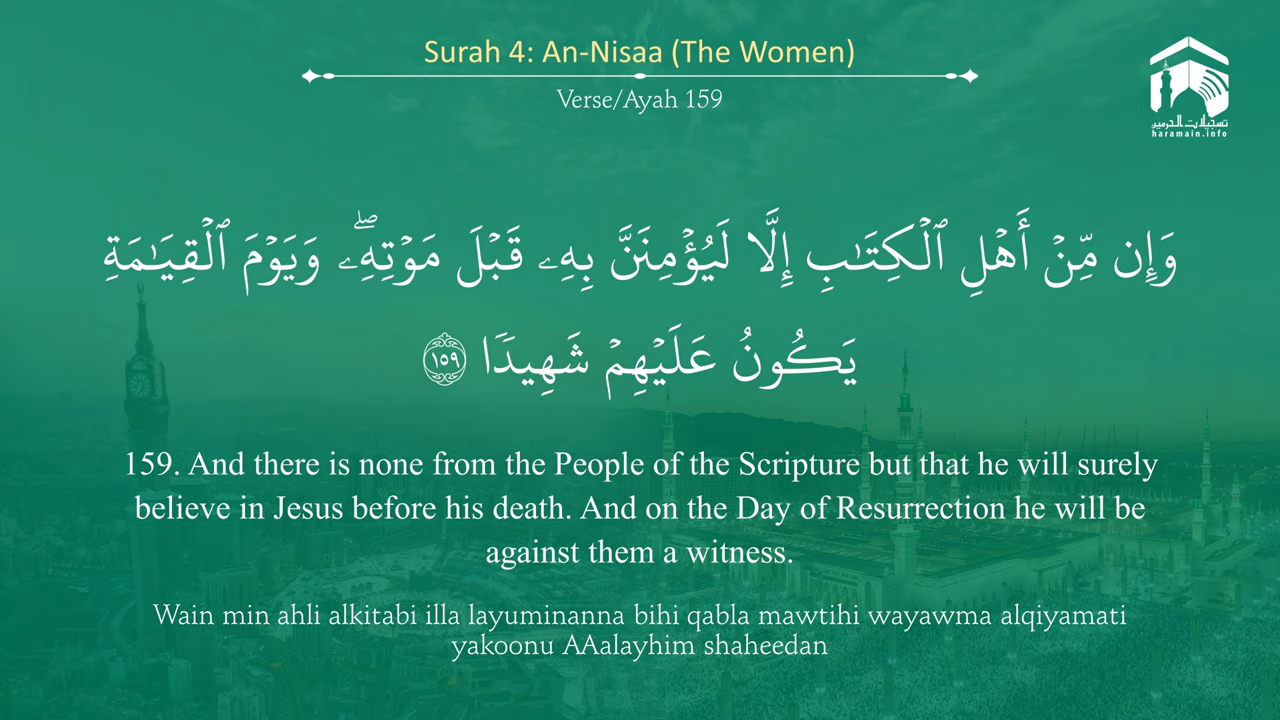 Surah 4: An-Nisaa (The Women)
Verse/Ayah 159
تسجيلات الحرمين
haramain.info
وَإِن مِّنْ أَهْلِ ٱلْكِتَـٰبِ إِلَّا لَيُؤْمِنَنَّ بِهِۦ قَبْلَ مَوْتِهِۦ ۖ وَيَوْمَ ٱلْقِيَـٰمَةِ
يَكُونُ عَلَيْهِمْ شَهِيدًا ١٥٩
159. And there is none from the People of the Scripture but that he will surely
believe in Jesus before his death. And on the Day of Resurrection he will be
against them a witness.
Wain min ahli alkitabi illa layuminanna bihi qabla mawtihi wayawma alqiyamati
yakoonu AAalayhim shaheedan